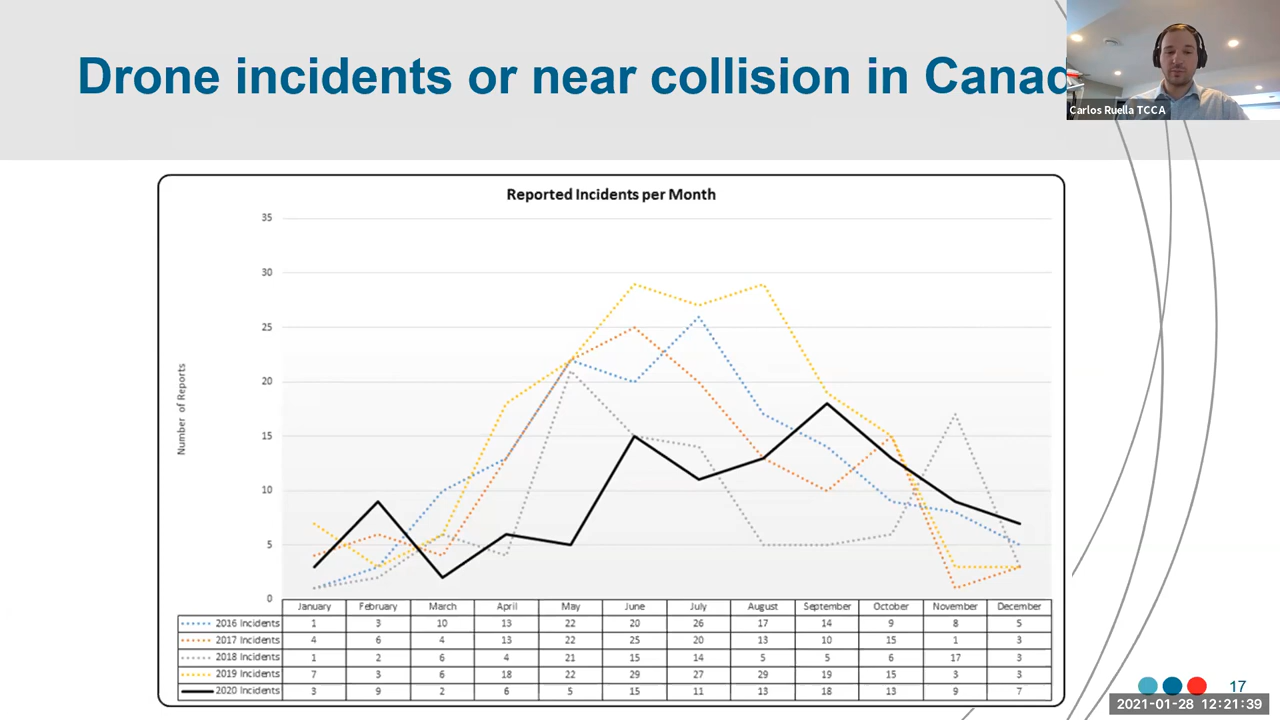 Drone incidents or near collision in Canad
Carlos Ruella TCCA
Reported Incidents per Month
35
30
25
20
15
10
5
0
Number of Reports
January February March April May June July August September October November December
2016 Incidents 1 3 10 13 22 20 26 17 14 9 8 5
2017 Incidents 4 6 4 13 22 25 20 13 10 15 1 3
2018 Incidents 1 2 6 4 21 15 14 5 5 6 17 3
2019 Incidents 7 3 6 18 22 29 27 29 19 15 3 3
2020 Incidents 3 9 2 6 5 15 11 13 18 13 9 7
17
2021-01-28 12:21:39